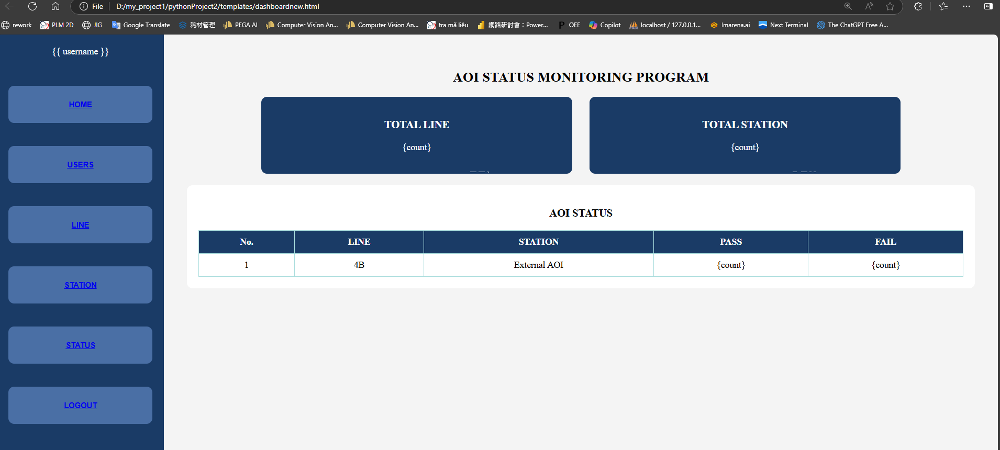 File D:/my_project1/pythonProject2/templates/dashboardnew.html
rework PLM 2D JIG Google Translate 耗材管理 PEGA AI Computer Vision An... Computer Vision An... tra mã liệu 網路研討會：Power... OEE Copilot localhost / 127.0.0.1... lmarena.ai Next Terminal The ChatGPT Free A...
{{ username }}
HOME
USERS
LINE
STATION
STATUS
LOGOUT
AOI STATUS MONITORING PROGRAM
TOTAL LINE
{count}
TOTAL STATION
{count}
AOI STATUS
No. LINE STATION PASS FAIL
1 4B External AOI {count} {count}